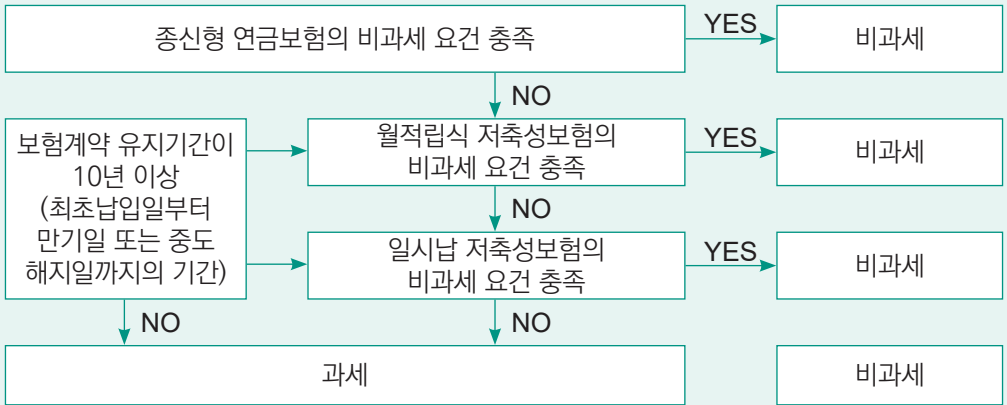 종신형 연금보험의 비과세 요건 충족
YES
비과세
NO
보험계약 유지기간이
10년 이상
(최초납입일부터
만기일 또는 중도
해지일까지의 기간)
월적립식 저축성보험의
비과세 요건 충족
YES
비과세
NO
일시납 저축성보험의
비과세 요건 충족
YES
비과세
NO
NO
과세
비과세